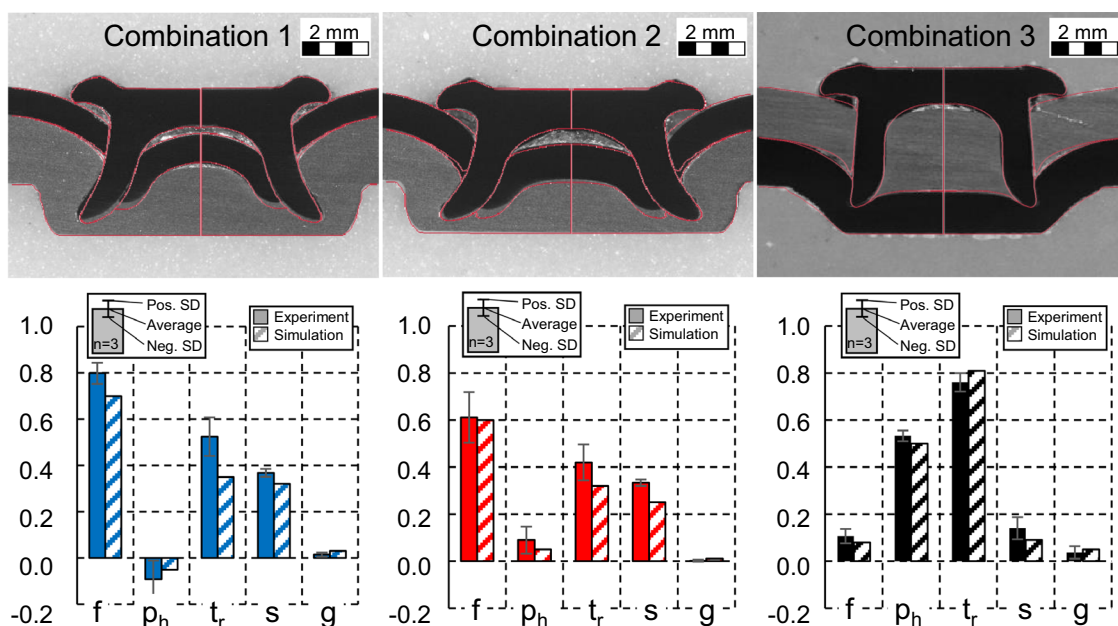 Combination 1
2 mm
Combination 2
2 mm
Combination 3
2 mm
Pos. SD
Average
Neg. SD
n=3
Experiment
Simulation
1.0
0.8
0.6
0.4
0.2
0.0
-0.2
f
pₕ
tᵣ
s
g
Pos. SD
Average
Neg. SD
n=3
Experiment
Simulation
1.0
0.8
0.6
0.4
0.2
0.0
-0.2
f
pₕ
tᵣ
s
g
Pos. SD
Average
Neg. SD
n=3
Experiment
Simulation
1.0
0.8
0.6
0.4
0.2
0.0
-0.2
f
pₕ
tᵣ
s
g